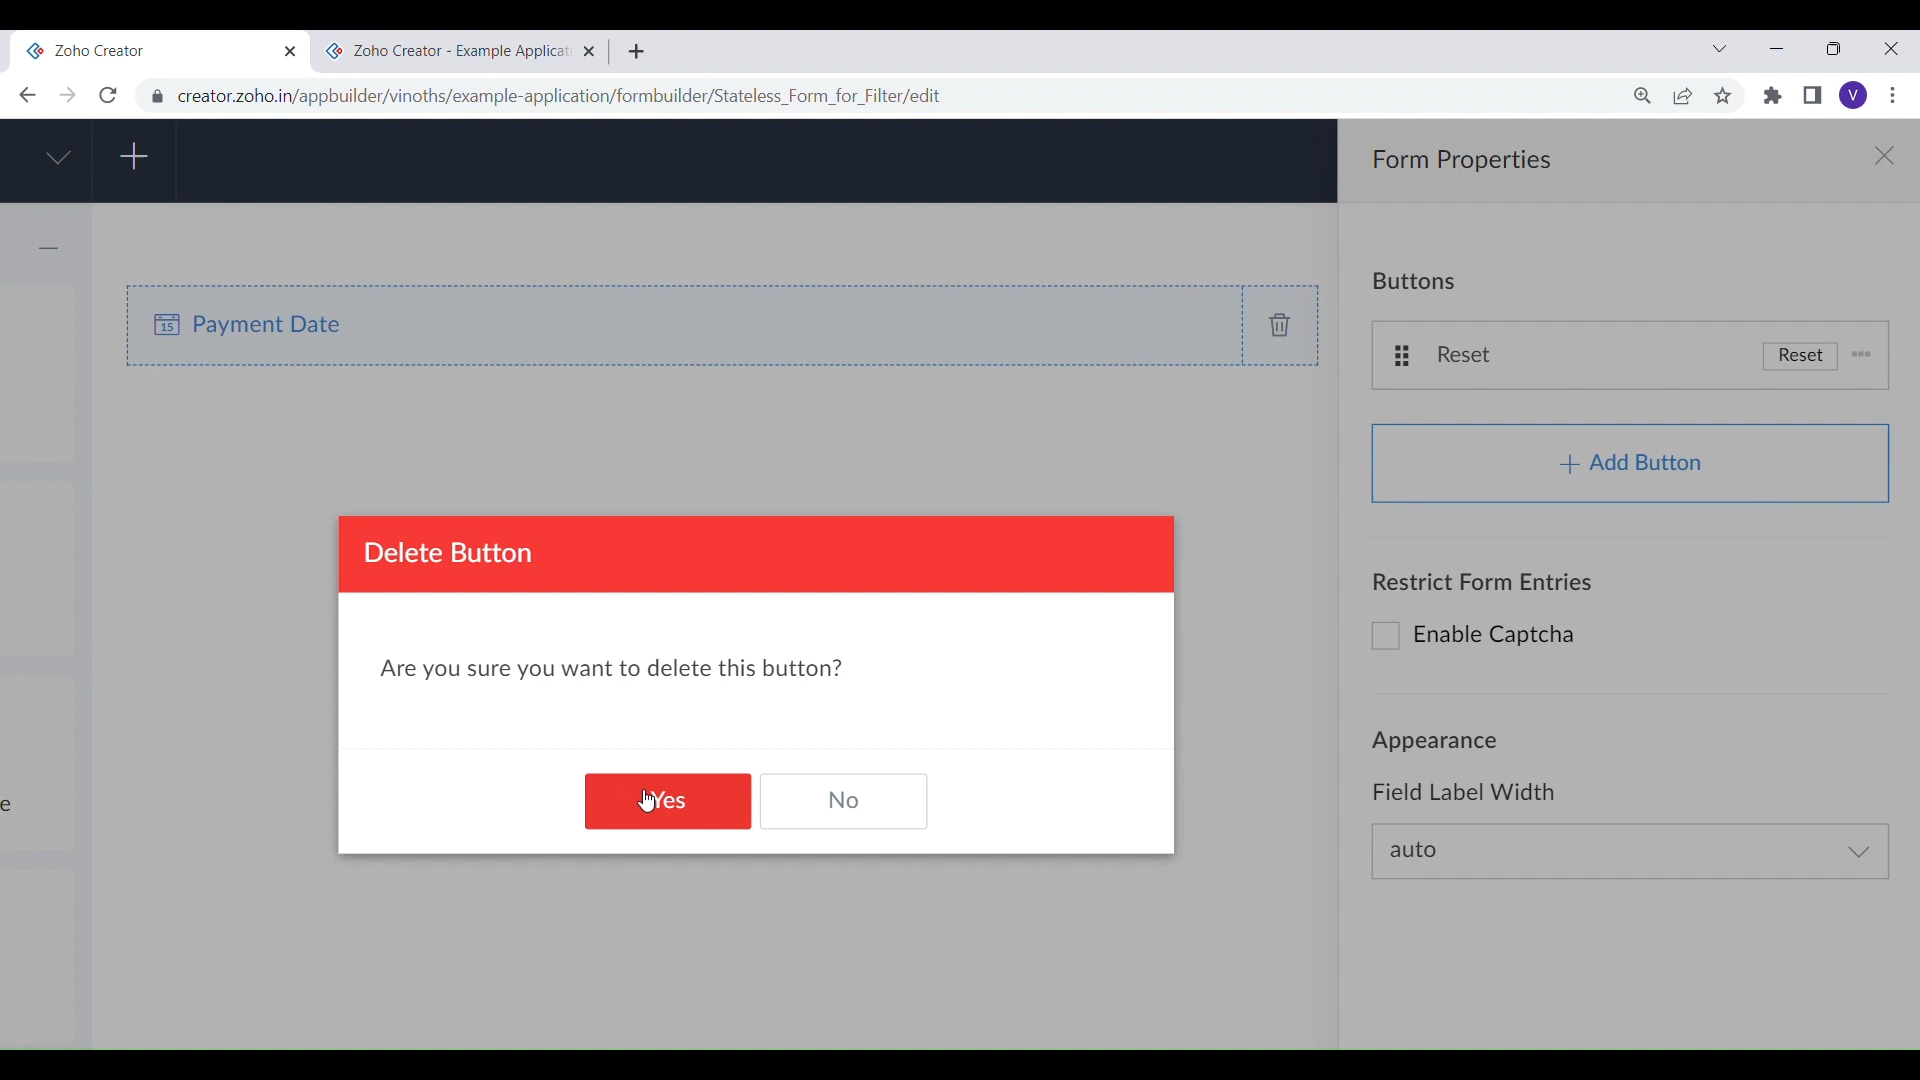 Zoho Creator
Zoho Creator - Example Applicat
creator.zoho.in/appbuilder/vinoths/example-application/formbuilder/Stateless_Form_for_Filter/edit
V
Form Properties
Buttons
15 Payment Date
Reset Reset
+ Add Button
Delete Button
Restrict Form Entries
Enable Captcha
Are you sure you want to delete this button?
Appearance
Field Label Width
e
Yes No
auto